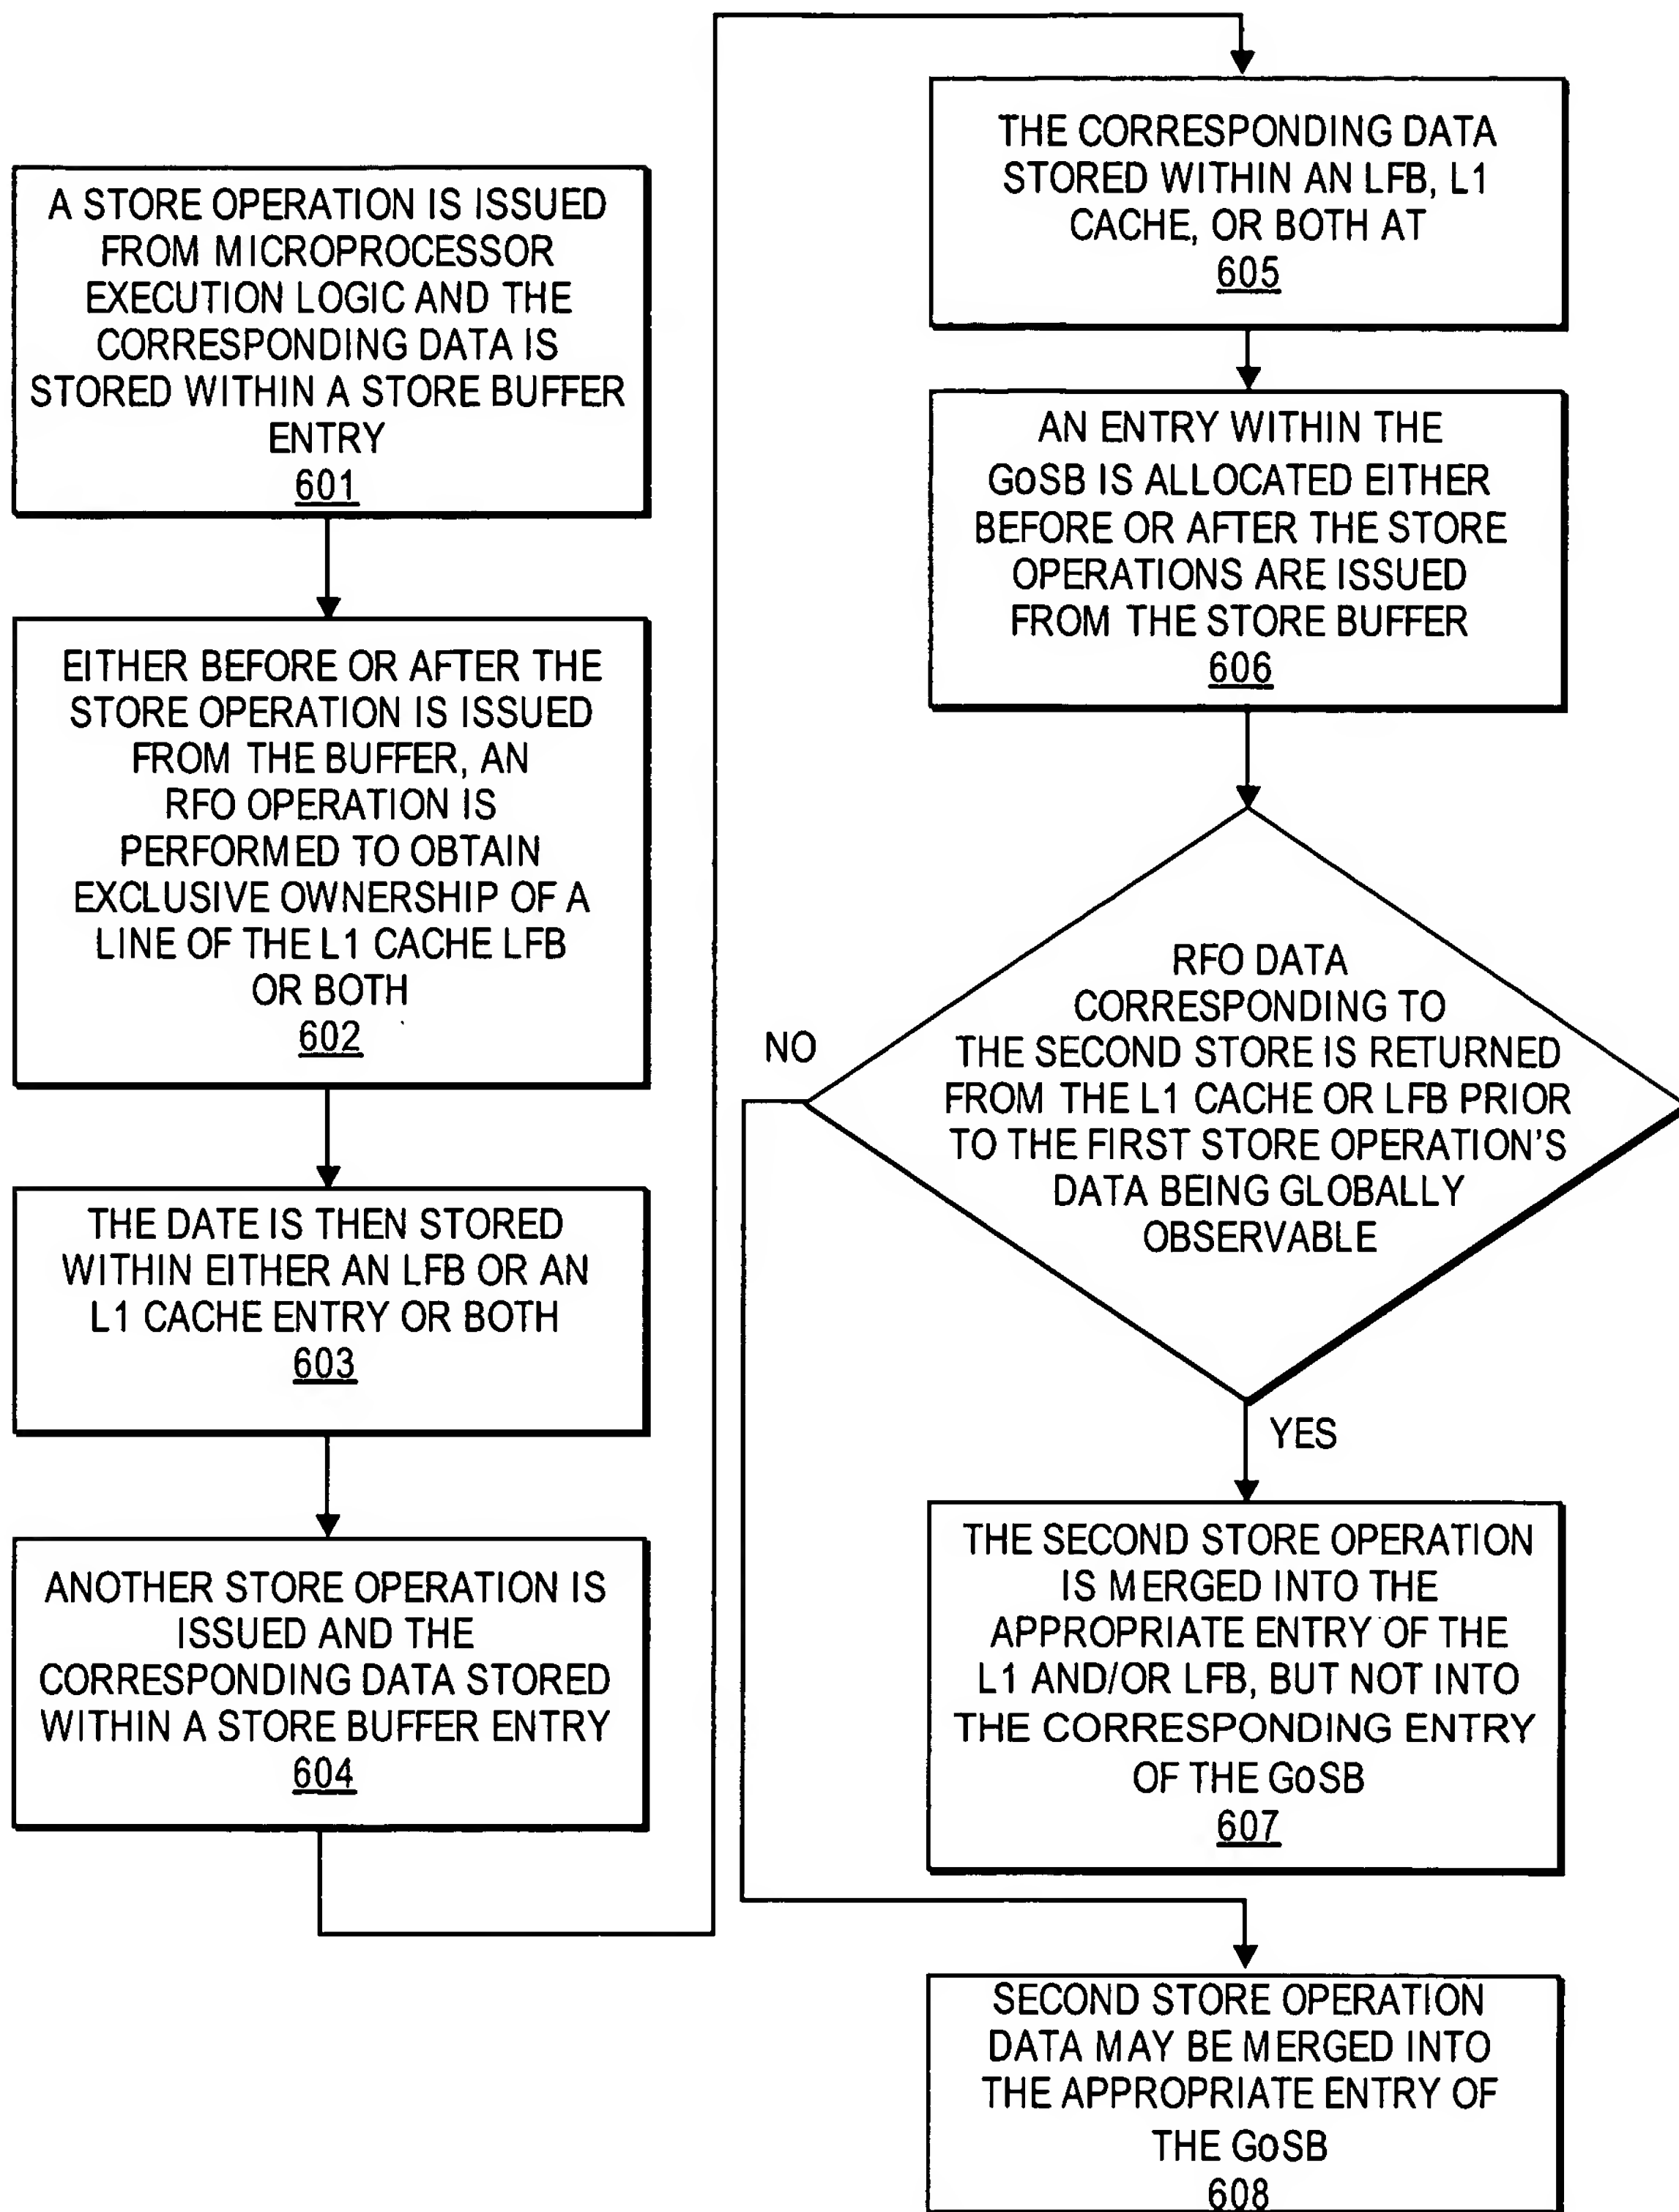 A STORE OPERATION IS ISSUED
FROM MICROPROCESSOR
EXECUTION LOGIC AND THE
CORRESPONDING DATA IS
STORED WITHIN A STORE BUFFER
ENTRY
601
EITHER BEFORE OR AFTER THE
STORE OPERATION IS ISSUED
FROM THE BUFFER, AN
RFO OPERATION IS
PERFORMED TO OBTAIN
EXCLUSIVE OWNERSHIP OF A
LINE OF THE L1 CACHE LFB
OR BOTH
602
THE DATE IS THEN STORED
WITHIN EITHER AN LFB OR AN
L1 CACHE ENTRY OR BOTH
603
ANOTHER STORE OPERATION IS
ISSUED AND THE
CORRESPONDING DATA STORED
WITHIN A STORE BUFFER ENTRY
604
THE CORRESPONDING DATA
STORED WITHIN AN LFB, L1
CACHE, OR BOTH AT
605
AN ENTRY WITHIN THE
GoSB IS ALLOCATED EITHER
BEFORE OR AFTER THE STORE
OPERATIONS ARE ISSUED
FROM THE STORE BUFFER
606
RFO DATA
CORRESPONDING TO
THE SECOND STORE IS RETURNED
FROM THE L1 CACHE OR LFB PRIOR
TO THE FIRST STORE OPERATION'S
DATA BEING GLOBALLY
OBSERVABLE
NO
YES
THE SECOND STORE OPERATION
IS MERGED INTO THE
APPROPRIATE ENTRY OF THE
L1 AND/OR LFB, BUT NOT INTO
THE CORRESPONDING ENTRY
OF THE GoSB
607
SECOND STORE OPERATION
DATA MAY BE MERGED INTO
THE APPROPRIATE ENTRY OF
THE GoSB
608